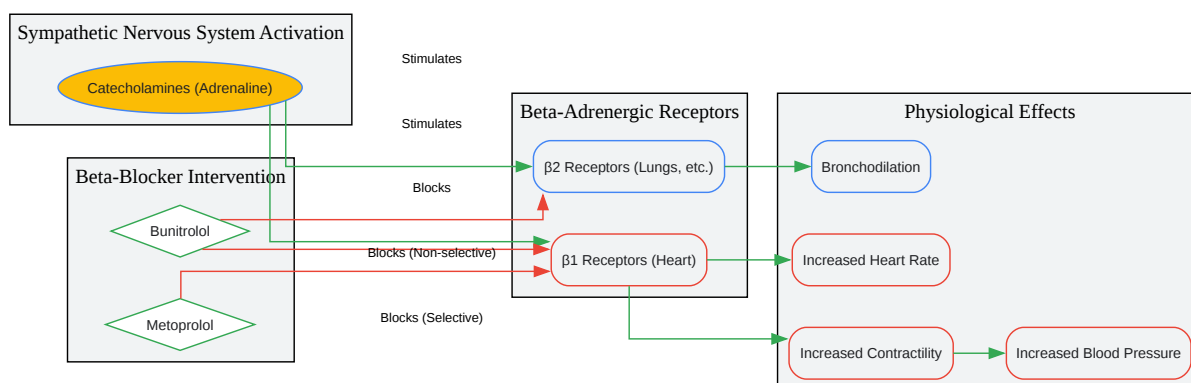 Sympathetic Nervous System Activation
Catecholamines (Adrenaline)
Stimulates
Stimulates
Beta-Blocker Intervention
Bunitrolol
Metoprolol
Blocks
Blocks (Non-selective)
Blocks (Selective)
Beta-Adrenergic Receptors
β2 Receptors (Lungs, etc.)
β1 Receptors (Heart)
Physiological Effects
Bronchodilation
Increased Heart Rate
Increased Contractility
Increased Blood Pressure